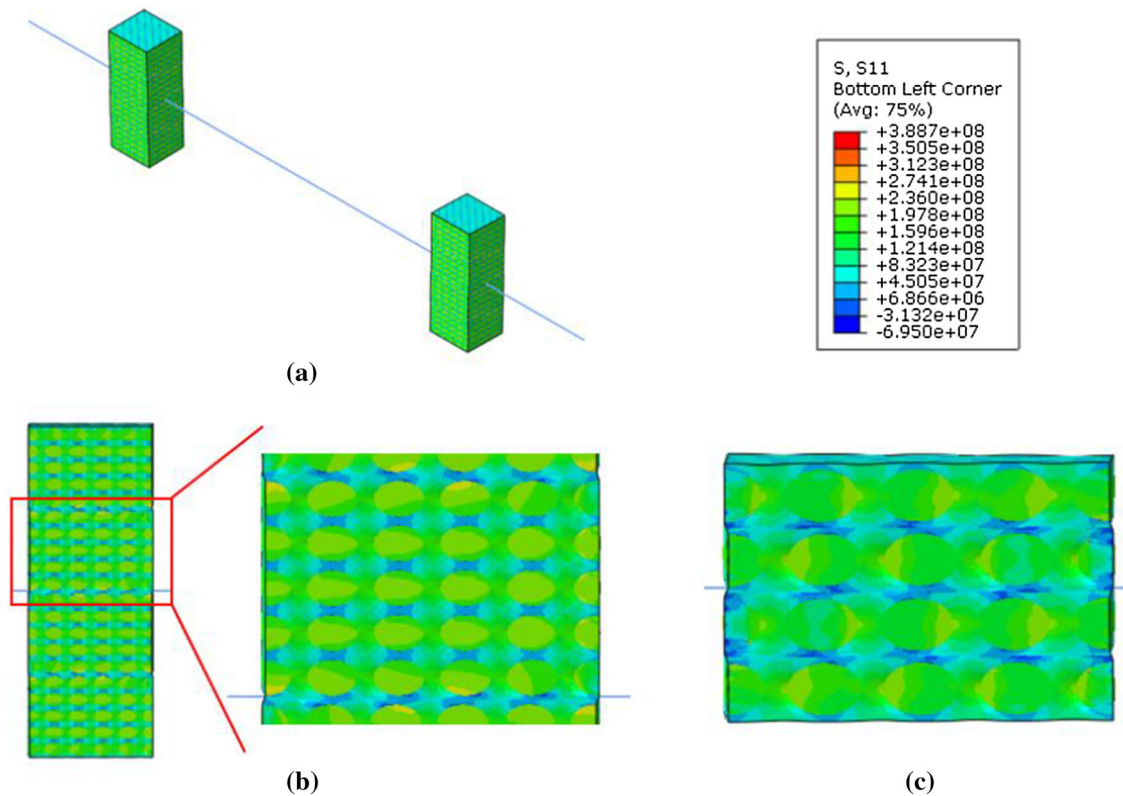 S, S11
Bottom Left Corner
(Avg: 75%)
+3.887e+08
+3.505e+08
+3.123e+08
+2.741e+08
+2.360e+08
+1.978e+08
+1.596e+08
+1.214e+08
+8.323e+07
+4.505e+07
+6.866e+06
-3.132e+07
-6.950e+07
(a)
(b)
(c)